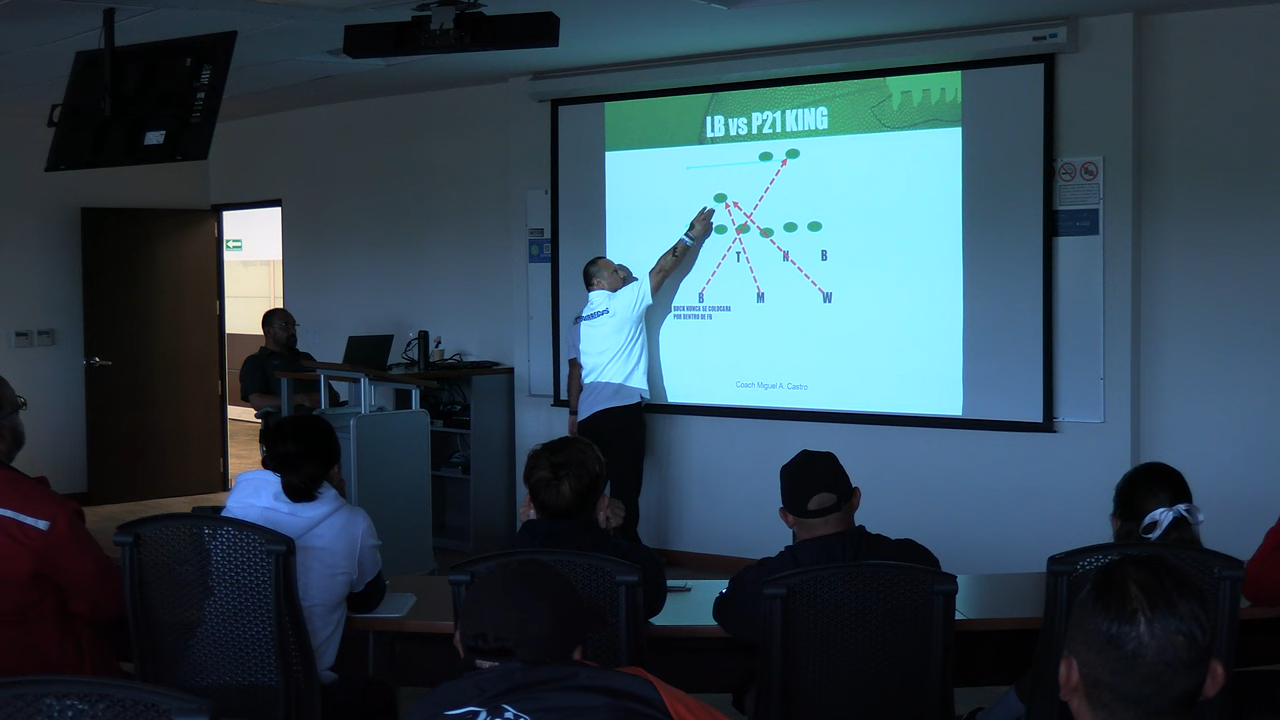 LB vs P21 KING
T N B
B M W
BUCK NUNCA SE COLOCARA
POR DENTRO DE FB
Coach Miguel A. Castro